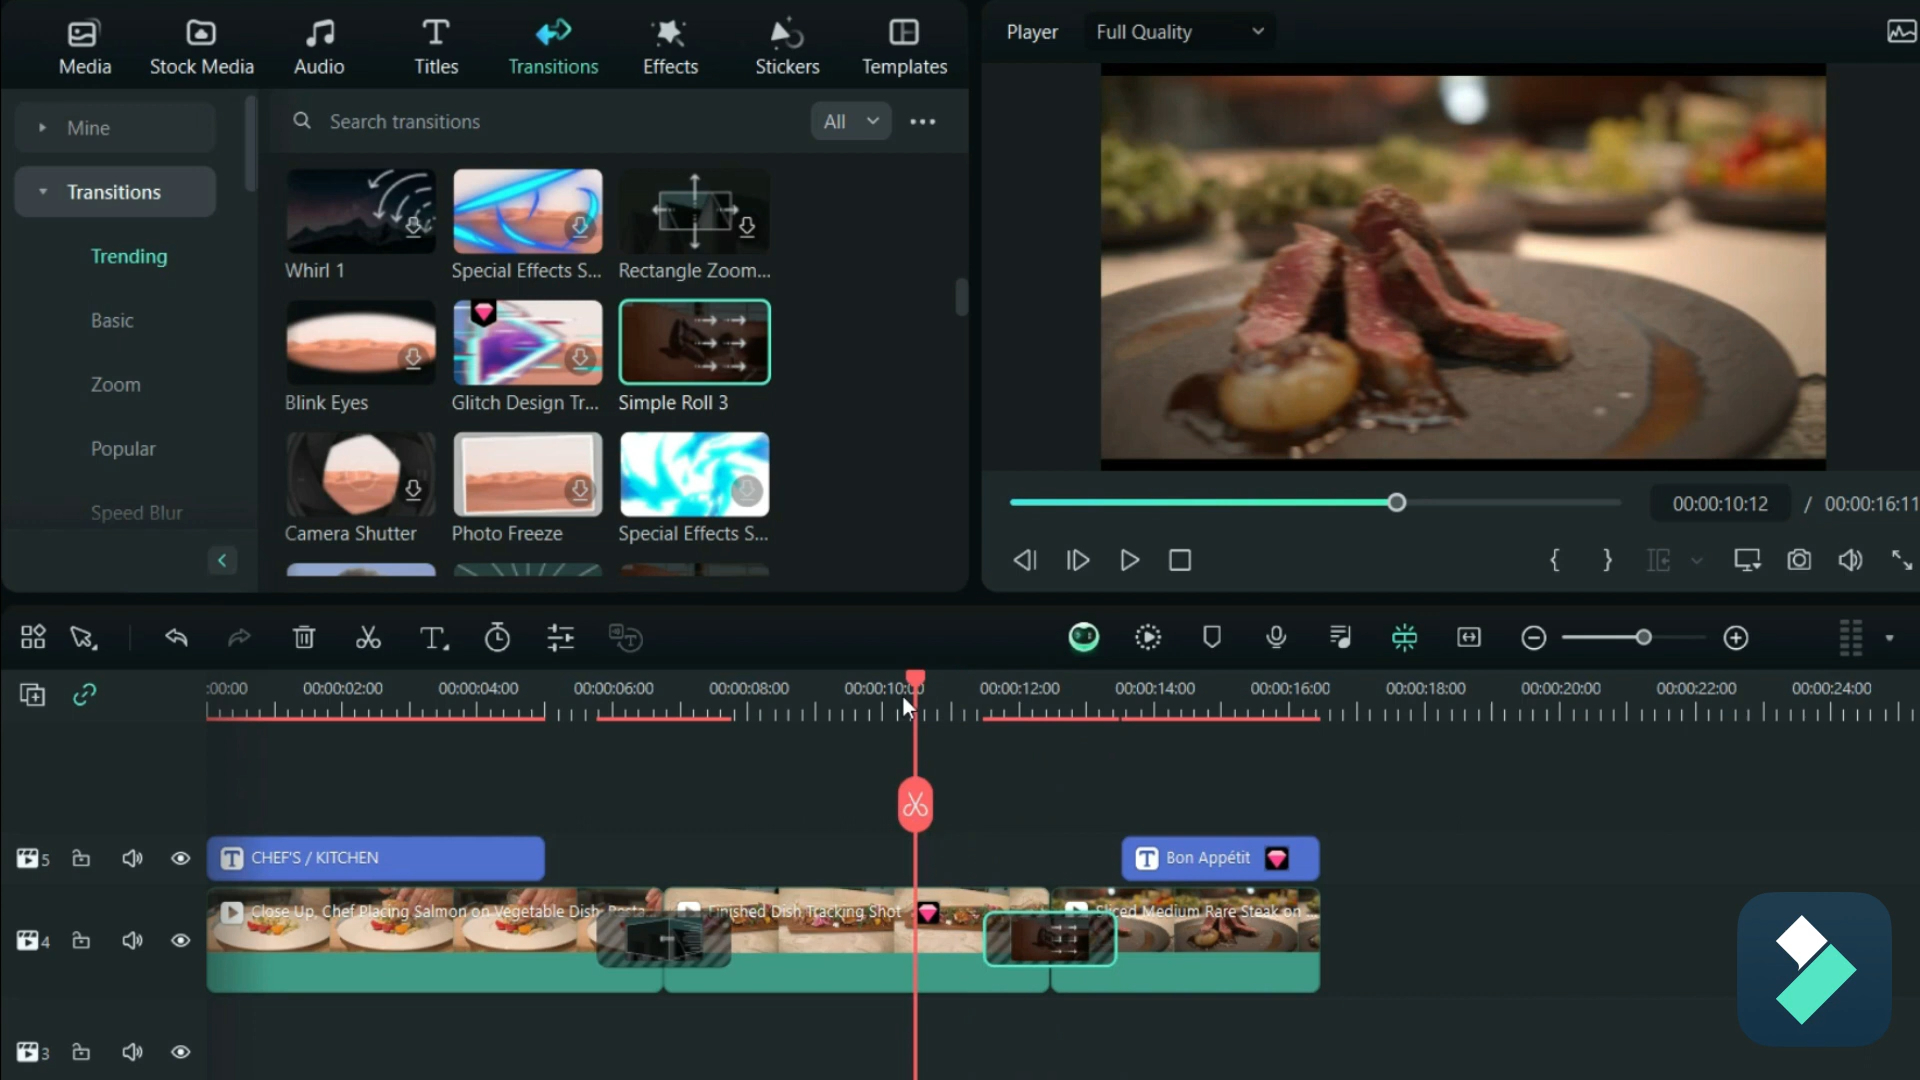 Media Stock Media Audio Titles Transitions Effects Stickers Templates
Player Full Quality
Mine
Search transitions
All
Transitions
Trending
Basic
Zoom
Popular
Speed Blur
Whirl 1 Special Effects S... Rectangle Zoom...
Blink Eyes Glitch Design Tr... Simple Roll 3
Camera Shutter Photo Freeze Special Effects S...
00:00:10:12 / 00:00:16:11
:00:00 00:00:02:00 00:00:04:00 00:00:06:00 00:00:08:00 00:00:10:00 00:00:12:00 00:00:14:00 00:00:16:00 00:00:18:00 00:00:20:00 00:00:22:00 00:00:24:00
5 CHEF'S / KITCHEN Bon Appétit
Close Up, Chef Placing Salmon on Vegetable Dish, Finished Dish Tracking Shot Sliced Medium Rare Steak on ...
4
3